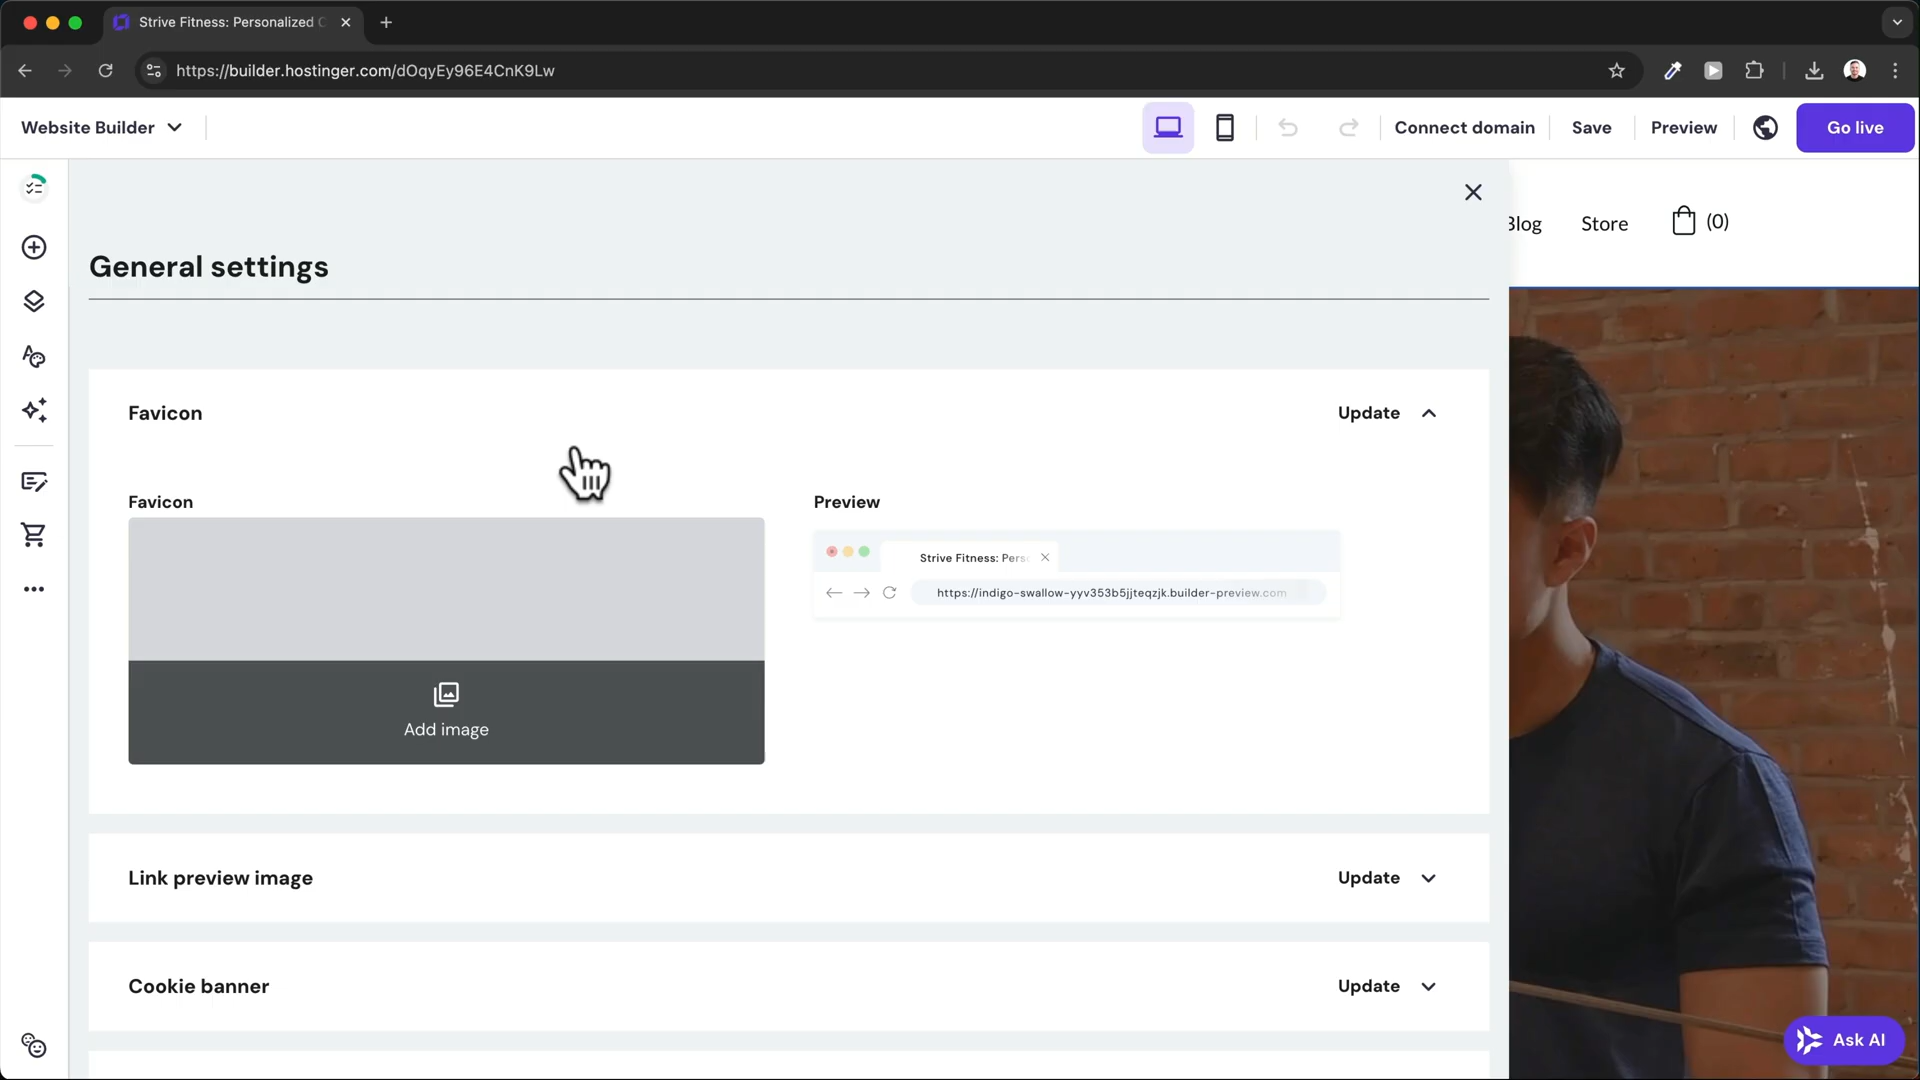 Strive Fitness: Personalized C
https://builder.hostinger.com/dOqyEy96E4CnK9Lw
Website Builder
Connect domain
Save
Preview
Go live
Blog
Store
(0)
General settings
Favicon
Update
Favicon
Preview
Strive Fitness: Pers
https://indigo-swallow-yyv353b5jjteqzjk.builder-preview.com
Add image
Link preview image
Update
Cookie banner
Update
Ask AI